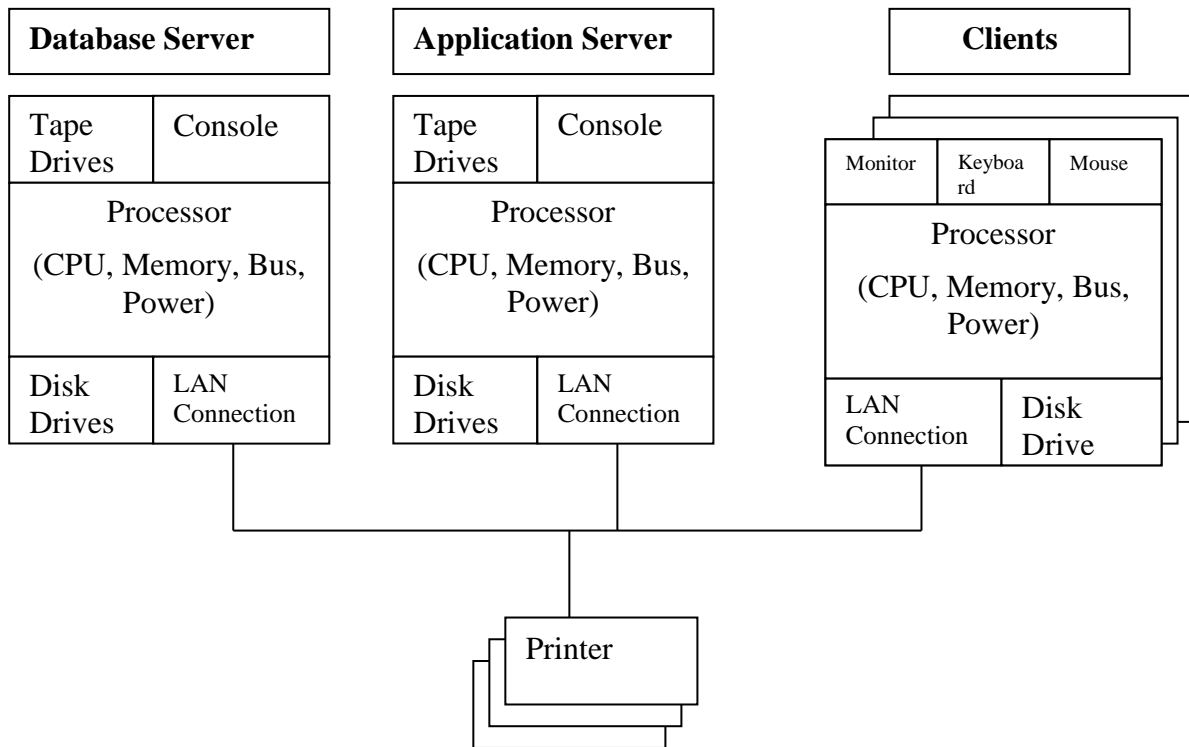 Database Server
Application Server
Clients
Tape
Drives
Console
Processor
(CPU, Memory, Bus,
Power)
Disk
Drives
LAN
Connection
Tape
Drives
Console
Processor
(CPU, Memory, Bus,
Power)
Disk
Drives
LAN
Connection
Monitor
Keyboa
rd
Mouse
Processor
(CPU, Memory, Bus,
Power)
LAN
Connection
Disk
Drive
Printer